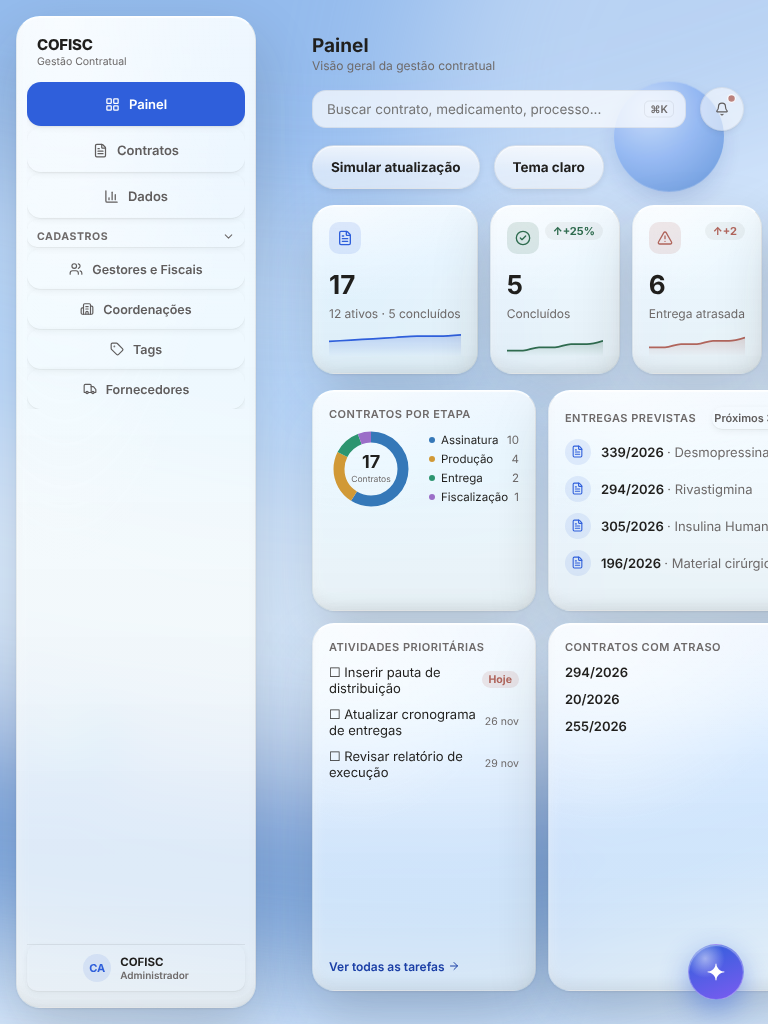 COFISC
Gestão Contratual
Painel
Contratos
Dados
CADASTROS
Gestores e Fiscais
Coordenações
Tags
Fornecedores
CA
COFISC
Administrador
Painel
Visão geral da gestão contratual
Buscar contrato, medicamento, processo...
⌘K
Simular atualização
Tema claro
17
12 ativos · 5 concluídos
↑+25%
5
Concluídos
↑+2
6
Entrega atrasada
CONTRATOS POR ETAPA
17
Contratos
Assinatura 10
Produção 4
Entrega 2
Fiscalização 1
ENTREGAS PREVISTAS
Próximos
339/2026 · Desmopressina
294/2026 · Rivastigmina
305/2026 · Insulina Human
196/2026 · Material cirúrgic
ATIVIDADES PRIORITÁRIAS
☐ Inserir pauta de
distribuição
Hoje
☐ Atualizar cronograma
de entregas
26 nov
☐ Revisar relatório de
execução
29 nov
Ver todas as tarefas →
CONTRATOS COM ATRASO
294/2026
20/2026
255/2026